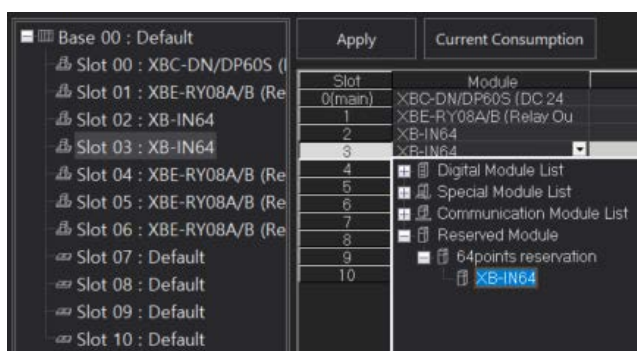 Base 00 : Default
Slot 00 : XBC-DN/DP60S (
Slot 01 : XBE-RY08A/B (Re
Slot 02 : XB-IN64
Slot 03 : XB-IN64
Slot 04 : XBE-RY08A/B (Re
Slot 05 : XBE-RY08A/B (Re
Slot 06 : XBE-RY08A/B (Re
Slot 07 : Default
Slot 08 : Default
Slot 09 : Default
Slot 10 : Default
Apply
Current Consumption
Slot Module
0(main) XBC-DN/DP60S (DC 24
1 XBE-RY08A/B (Relay Ou
2 XB-IN64
3 XB-IN64
4
5
6
7
8
9
10
Digital Module List
Special Module List
Communication Module List
Reserved Module
64points reservation
XB-IN64